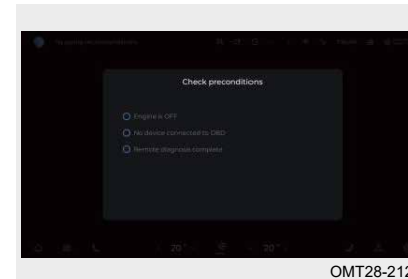 Check preconditions
Engine is OFF
No device connected to OBD
Remote diagnosis complete
20°
20°
OMT28-212